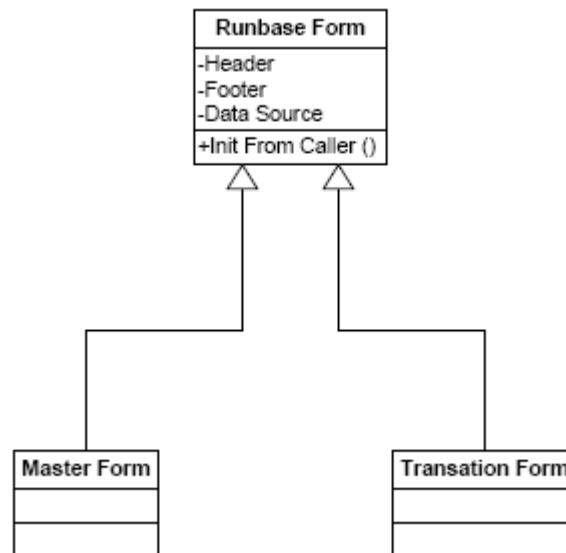 Runbase Form
-Header
-Footer
-Data Source
+Init From Caller ()
Master Form
Transation Form